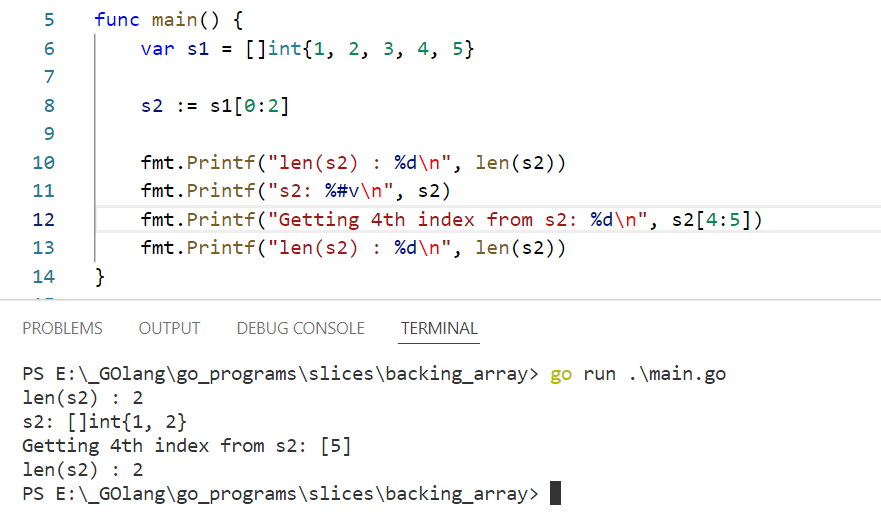 5 func main() {
6 var s1 = []int{1, 2, 3, 4, 5}
7
8 s2 := s1[0:2]
9
10 fmt.Printf("len(s2) : %d\n", len(s2))
11 fmt.Printf("s2: %#v\n", s2)
12 fmt.Printf("Getting 4th index from s2: %d\n", s2[4:5])
13 fmt.Printf("len(s2) : %d\n", len(s2))
14 }
PROBLEMS OUTPUT DEBUG CONSOLE TERMINAL
PS E:\_GOlang\go_programs\slices\backing_array> go run .\main.go
len(s2) : 2
s2: []int{1, 2}
Getting 4th index from s2: [5]
len(s2) : 2
PS E:\_GOlang\go_programs\slices\backing_array>